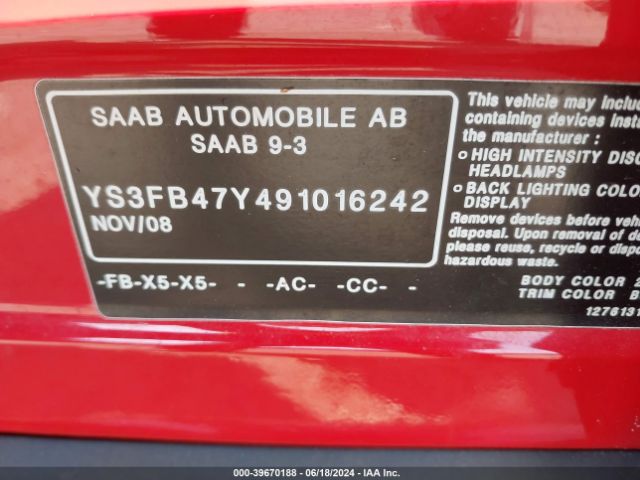 SAAB AUTOMOBILE AB
SAAB 9-3
YS3FB47Y491016242
NOV/08
-FB-X5-X5- - -AC- -CC- -
This vehicle may include
containing devices insta
the manufacturer :
o HIGH INTENSITY DISC
HEADLAMPS
o BACK LIGHTING COLO
DISPLAY
Remove devices before vehi
disposal. Upon removal of de
please reuse, recycle or dispo
hazardous waste.
BODY COLOR 2
TRIM COLOR B
1276131
000-39670188 - 06/18/2024 - IAA, Inc.